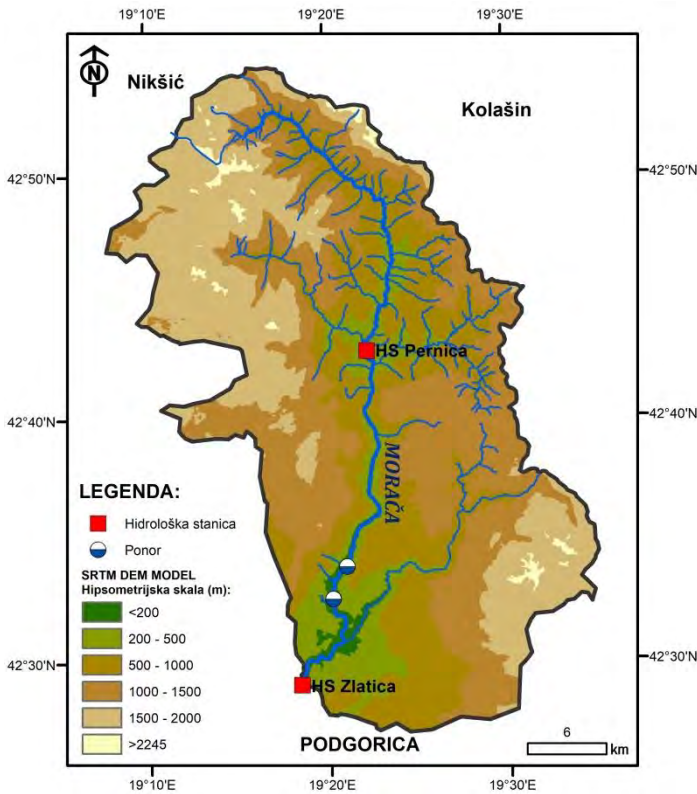 19°10'E 19°20'E 19°30'E
N
Nikšić
Kolašin
42°50'N 42°50'N
HS Pernica
42°40'N 42°40'N
MORAČA
LEGENDA:
Hidrološka stanica
Ponor
SRTM DEM MODEL
Hipsometrijska skala (m):
<200
200 - 500
500 - 1000
1000 - 1500
1500 - 2000
>2245
42°30'N 42°30'N
HS Zlatica
PODGORICA
6
km
19°10'E 19°20'E 19°30'E